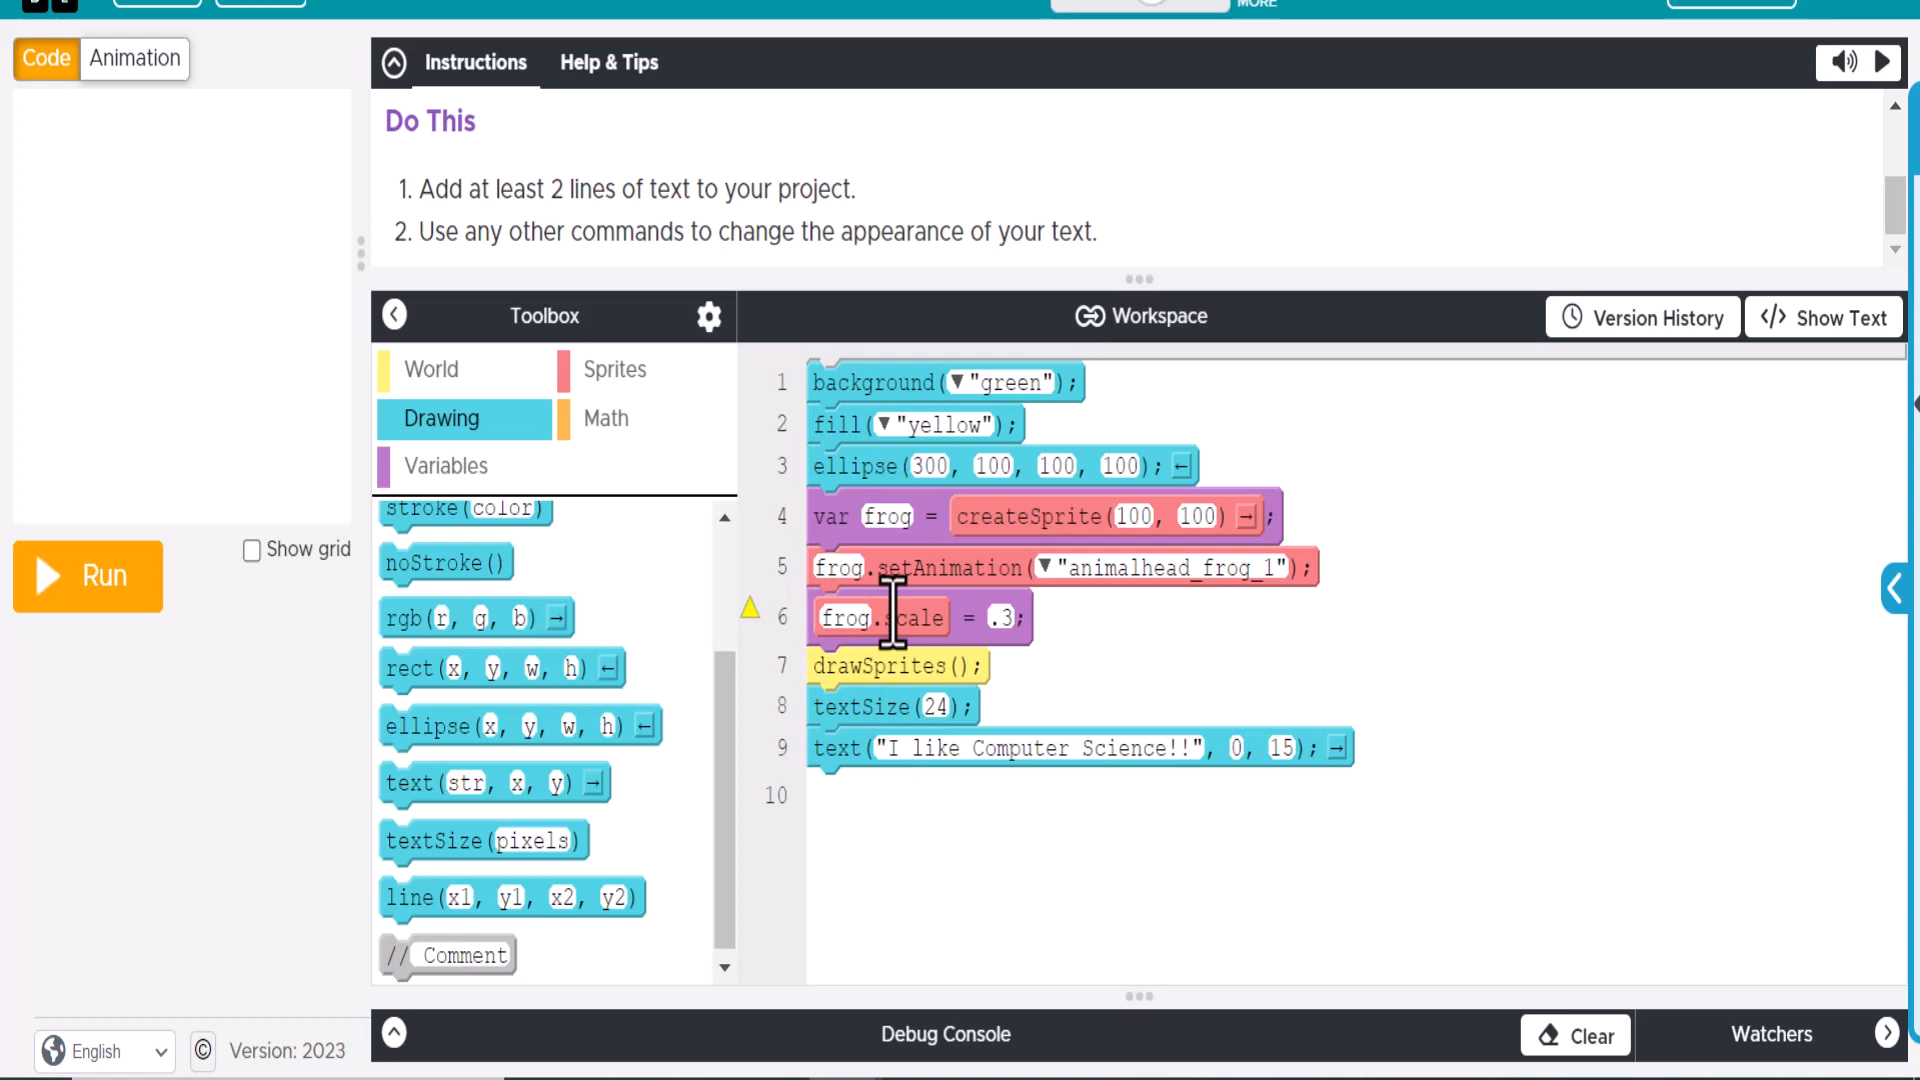 MORE
Code Animation
Instructions Help & Tips
Do This
1. Add at least 2 lines of text to your project.
2. Use any other commands to change the appearance of your text.
Toolbox
Workspace
Version History
</> Show Text
World Sprites
Drawing Math
Variables
stroke(color)
noStroke()
rgb(r, g, b) →
rect(x, y, w, h) ←
ellipse(x, y, w, h) ←
text(str, x, y) →
textSize(pixels)
line(x1, y1, x2, y2)
// Comment
1 background(▼"green");
2 fill(▼"yellow");
3 ellipse(300, 100, 100, 100); ←
4 var frog = createSprite(100, 100) →;
5 frog.setAnimation(▼"animalhead_frog_1");
6 frog.scale = .3;
7 drawSprites();
8 textSize(24);
9 text("I like Computer Science!!", 0, 15); →
10
Run
Show grid
English
© Version: 2023
Debug Console
Clear
Watchers